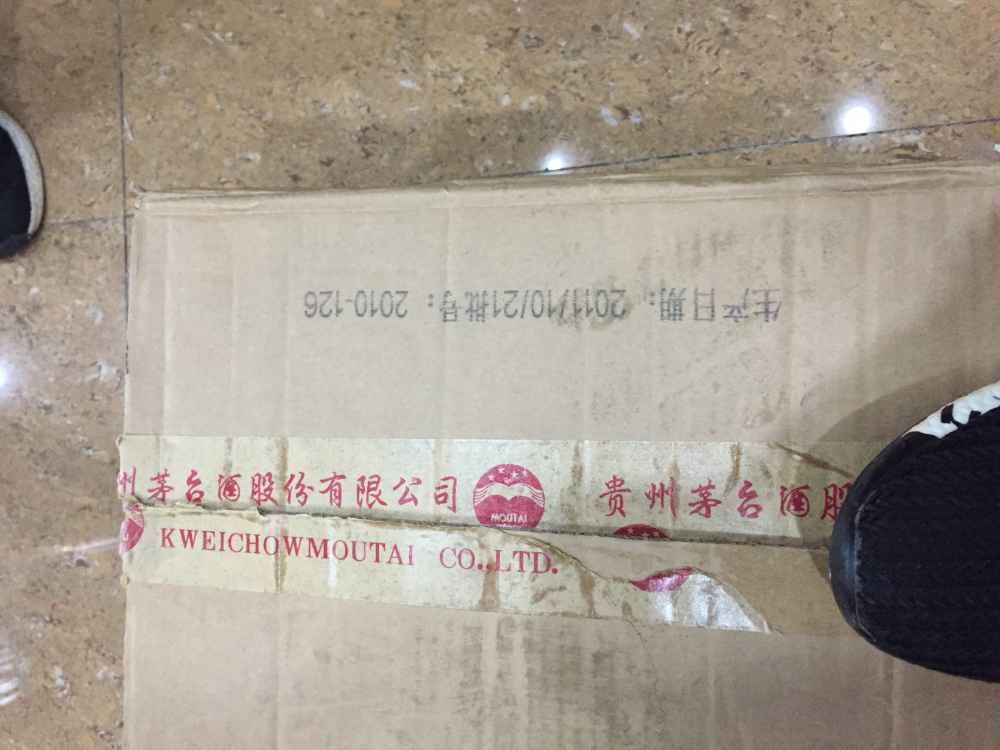 生产日期：2011/10/21批号：2010-126
州茅台酒股份有限公司
MOUTAI
贵州茅台酒股
KWEICHOWMOUTAI CO.,LTD.